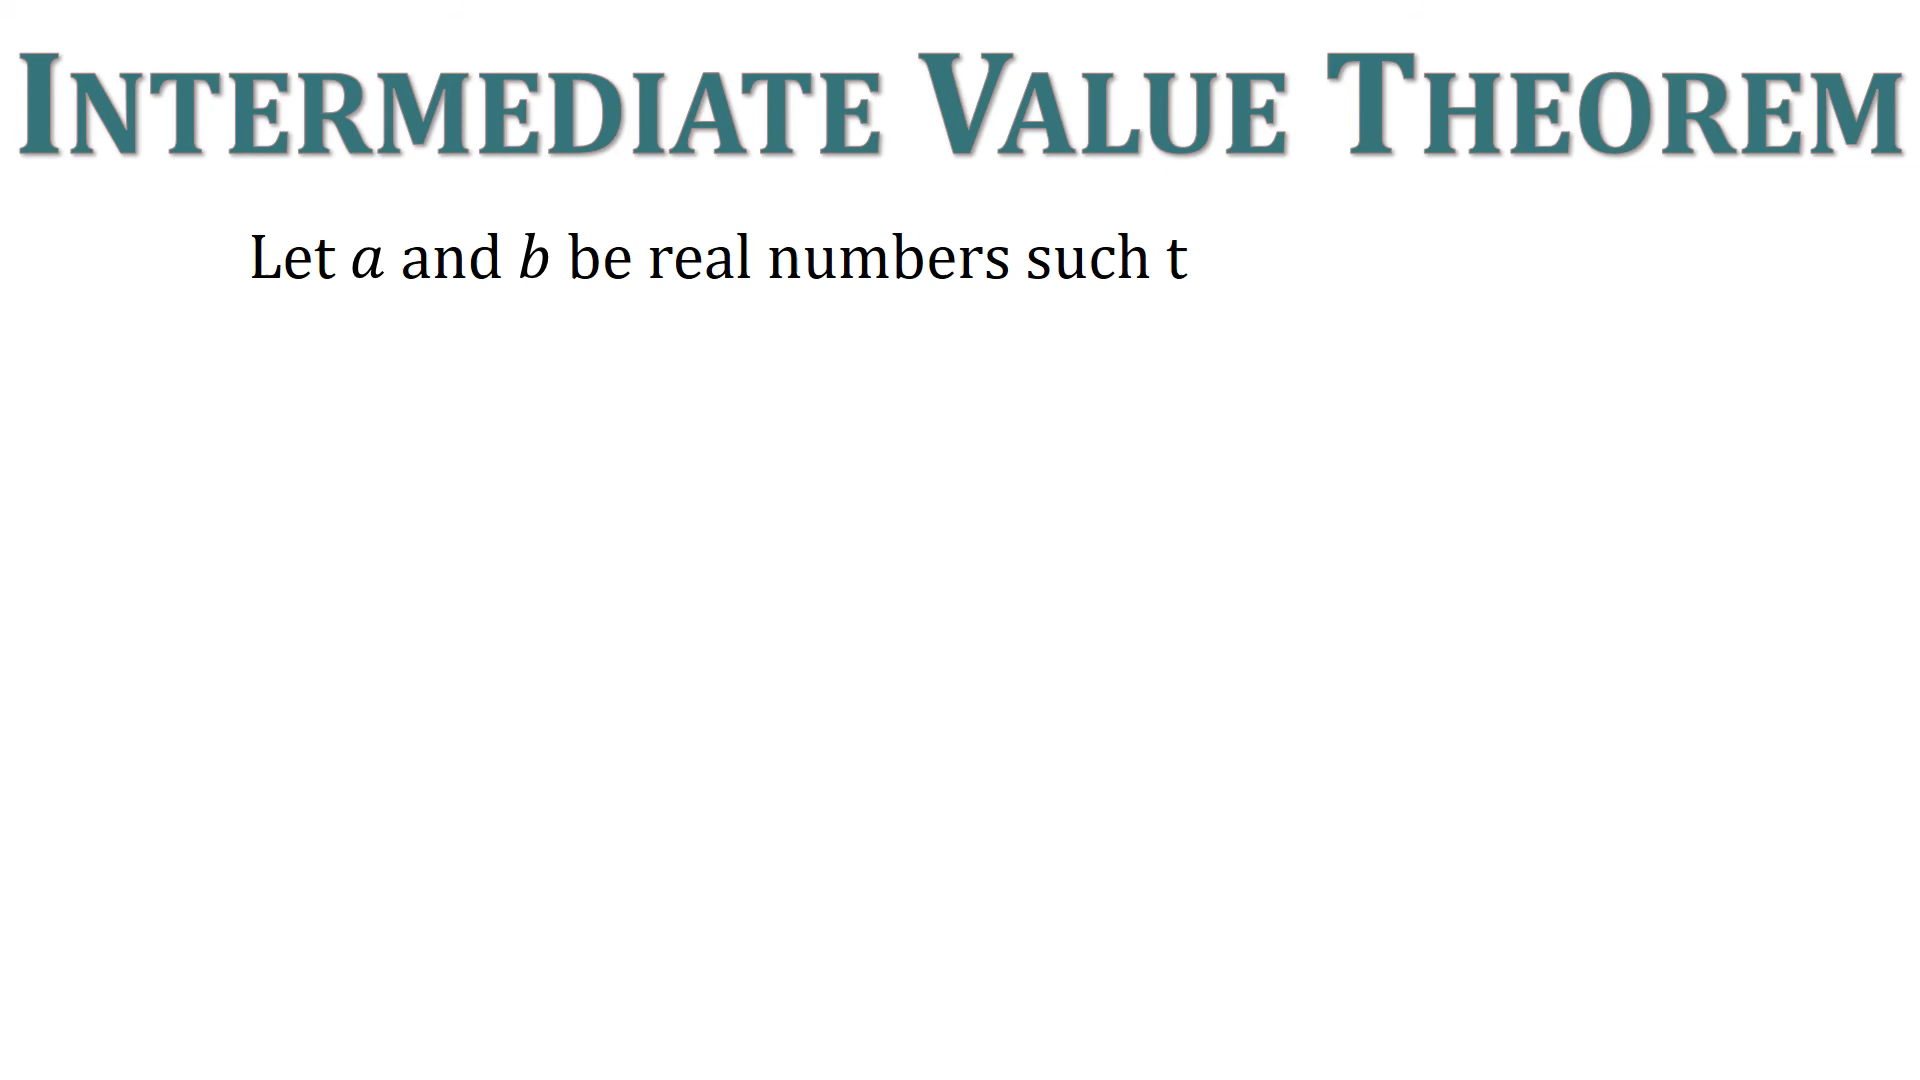 INTERMEDIATE VALUE THEOREM
Let a and b be real numbers such t